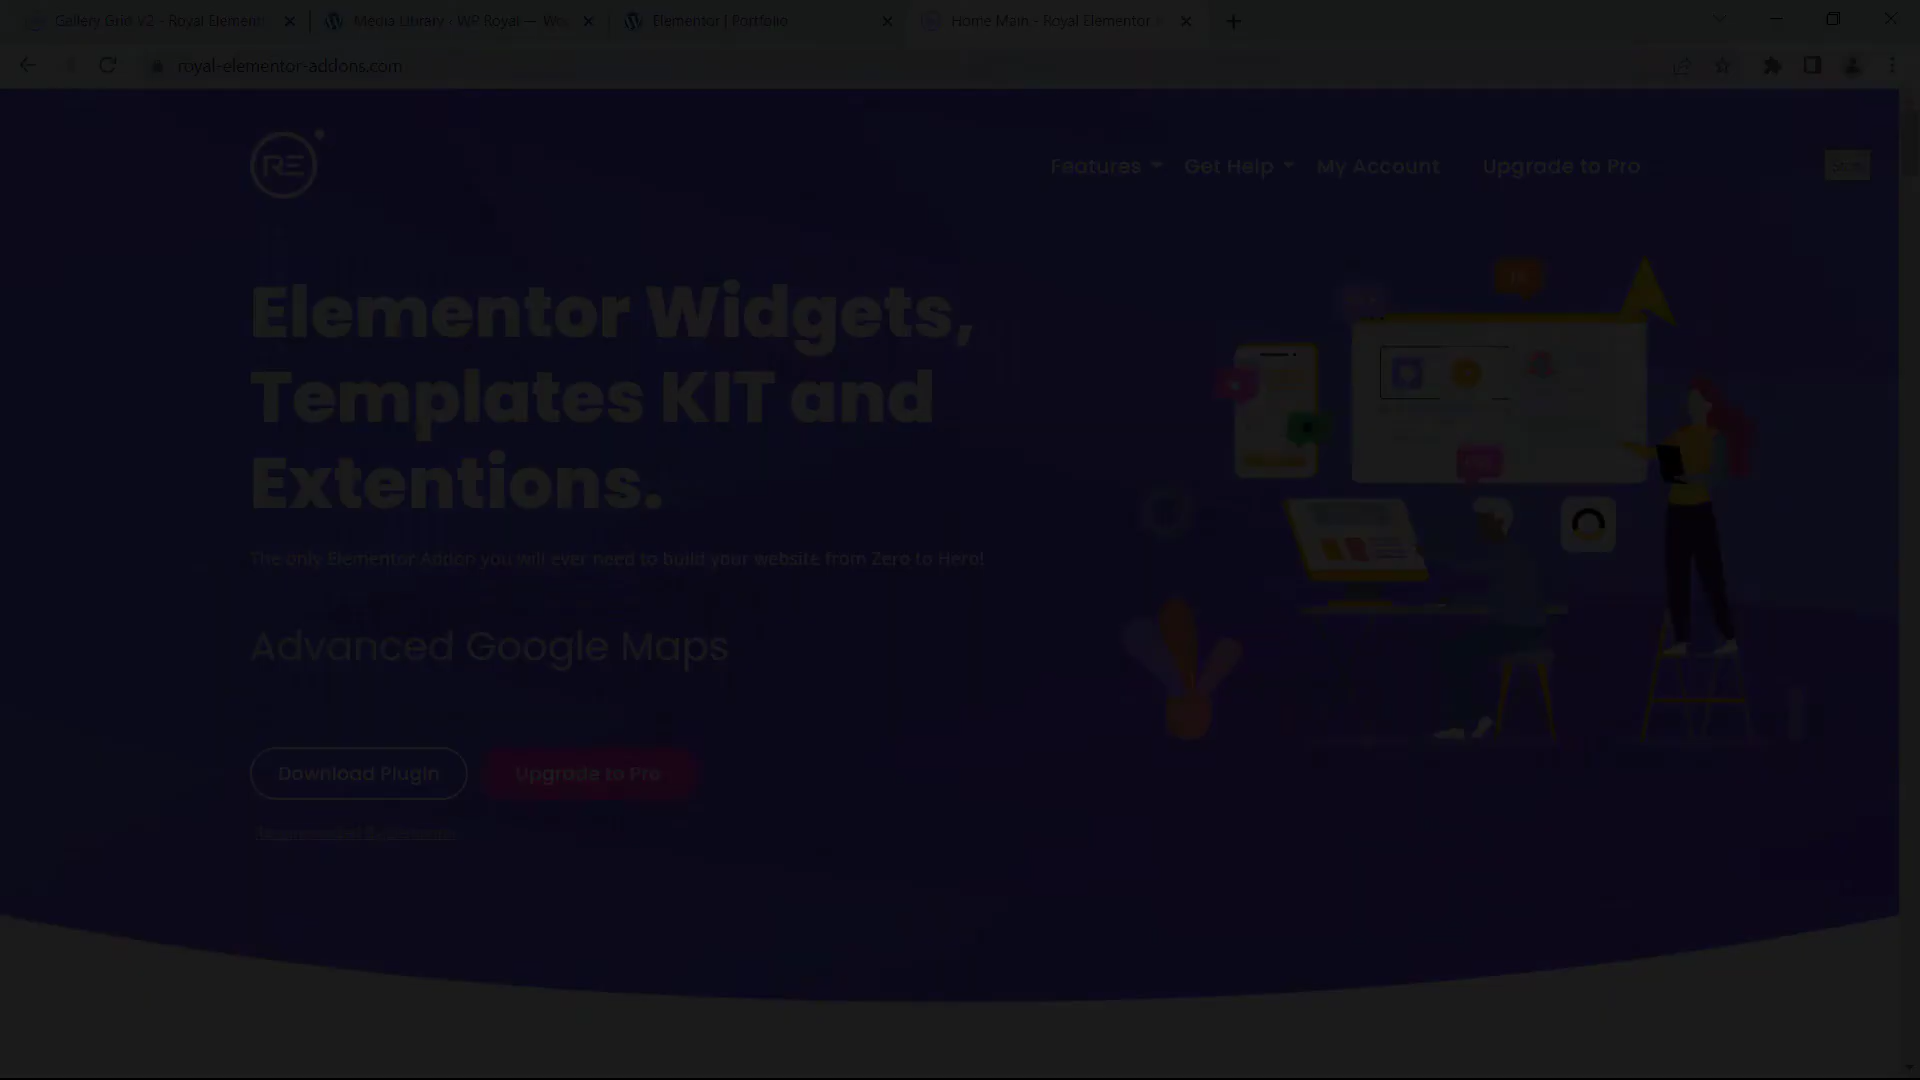 Gallery Grid V2 - Royal Element
Media Library ‹ WP Royal — Wo
Elementor | Portfolio
Home Main - Royal Elementor
royal-elementor-addons.com
RE
Features
Get Help
My Account
Upgrade to Pro
Elementor Widgets,
Templates KIT and
Extentions.
The only Elementor Addon you will ever need to build your website from Zero to Hero!
Advanced Google Maps
Download Plugin
Upgrade to Pro